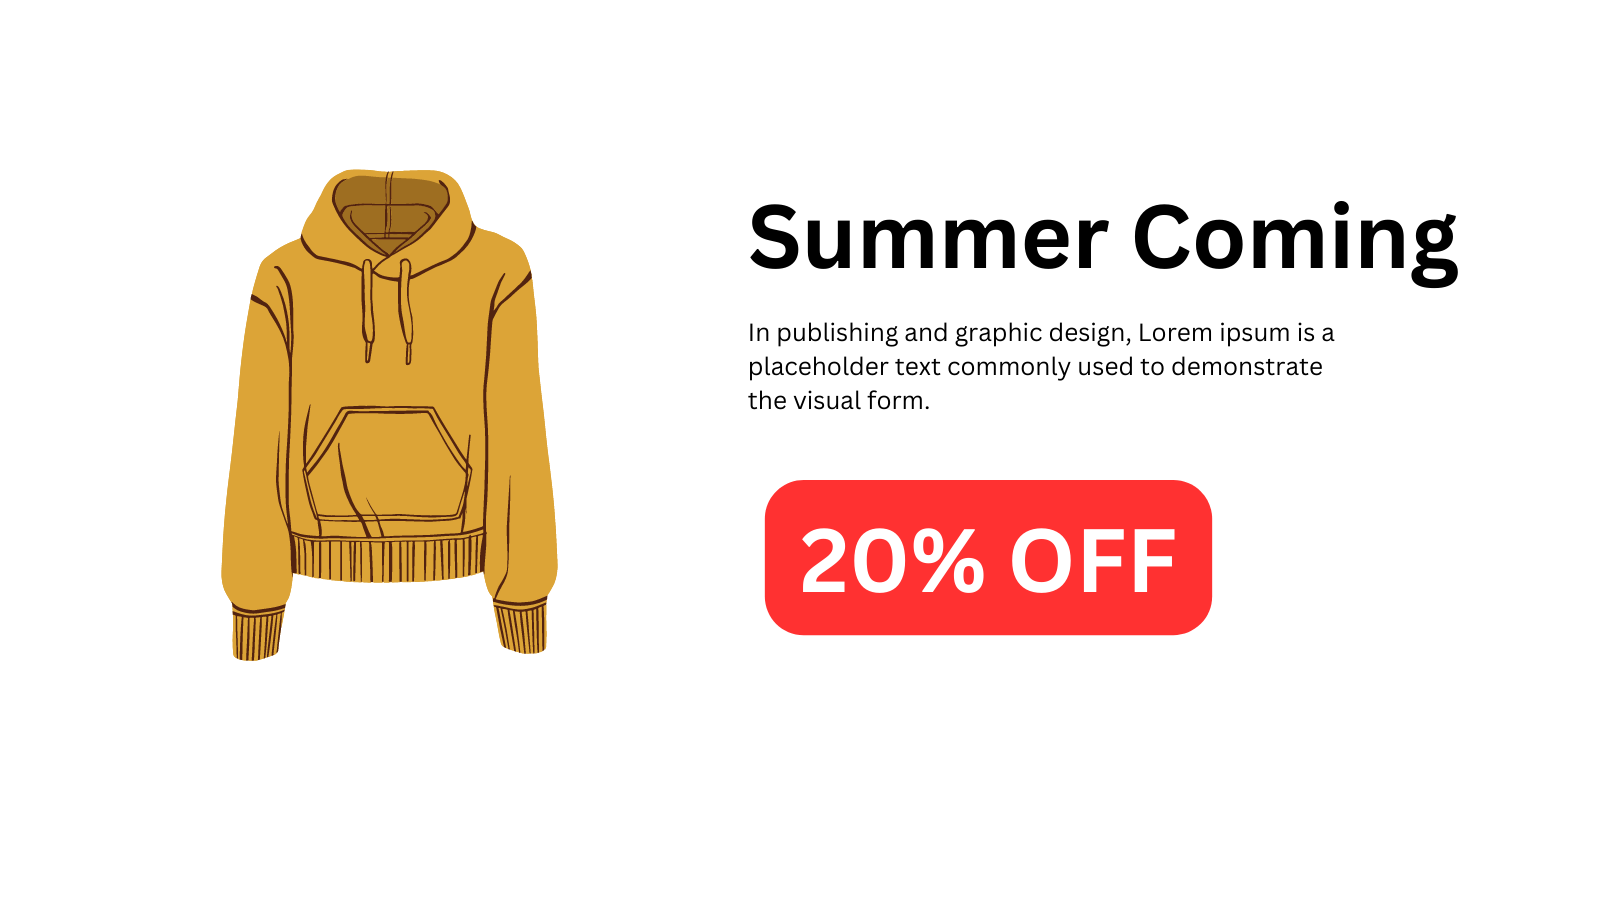 Summer Coming
In publishing and graphic design, Lorem ipsum is a
placeholder text commonly used to demonstrate
the visual form.
20% OFF